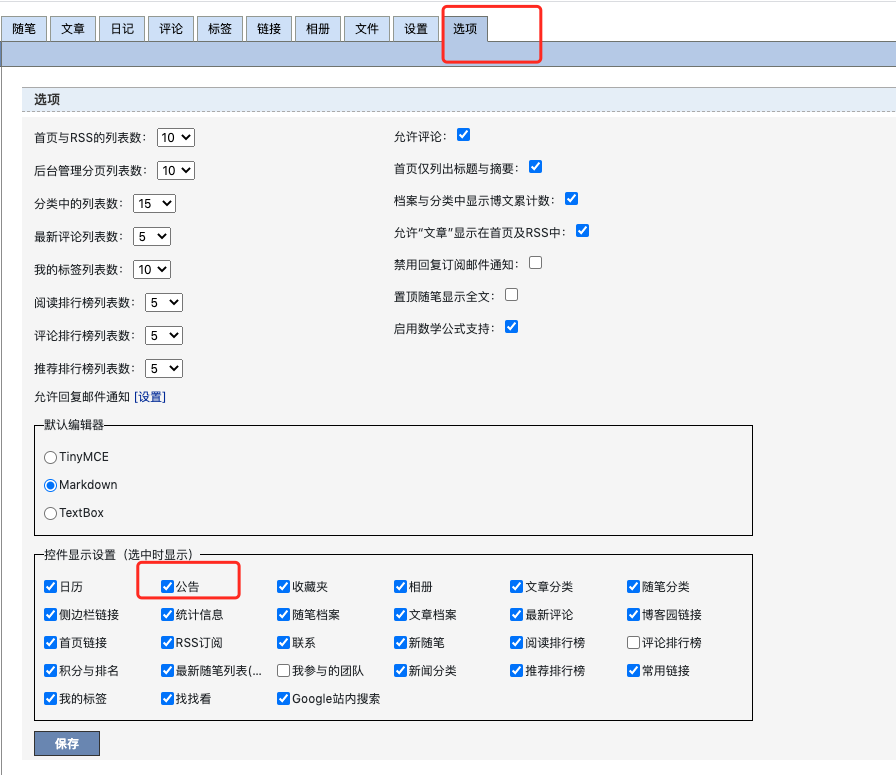 随笔 文章 日记 评论 标签 链接 相册 文件 设置 选项
选项
首页与RSS的列表数: 10
后台管理分页列表数: 10
分类中的列表数: 15
最新评论列表数: 5
我的标签列表数: 10
阅读排行榜列表数: 5
评论排行榜列表数: 5
推荐排行榜列表数: 5
允许回复邮件通知 [设置]
允许评论:
首页仅列出标题与摘要:
档案与分类中显示博文累计数:
允许“文章”显示在首页及RSS中:
禁用回复订阅邮件通知:
置顶随笔显示全文:
启用数学公式支持:
默认编辑器
TinyMCE
Markdown
TextBox
控件显示设置（选中时显示）
日历 公告 收藏夹 相册 文章分类 随笔分类
侧边栏链接 统计信息 随笔档案 文章档案 最新评论 博客园链接
首页链接 RSS订阅 联系 新随笔 阅读排行榜 评论排行榜
积分与排名 最新随笔列表(... 我参与的团队 新闻分类 推荐排行榜 常用链接
我的标签 找找看 Google站内搜索
保存